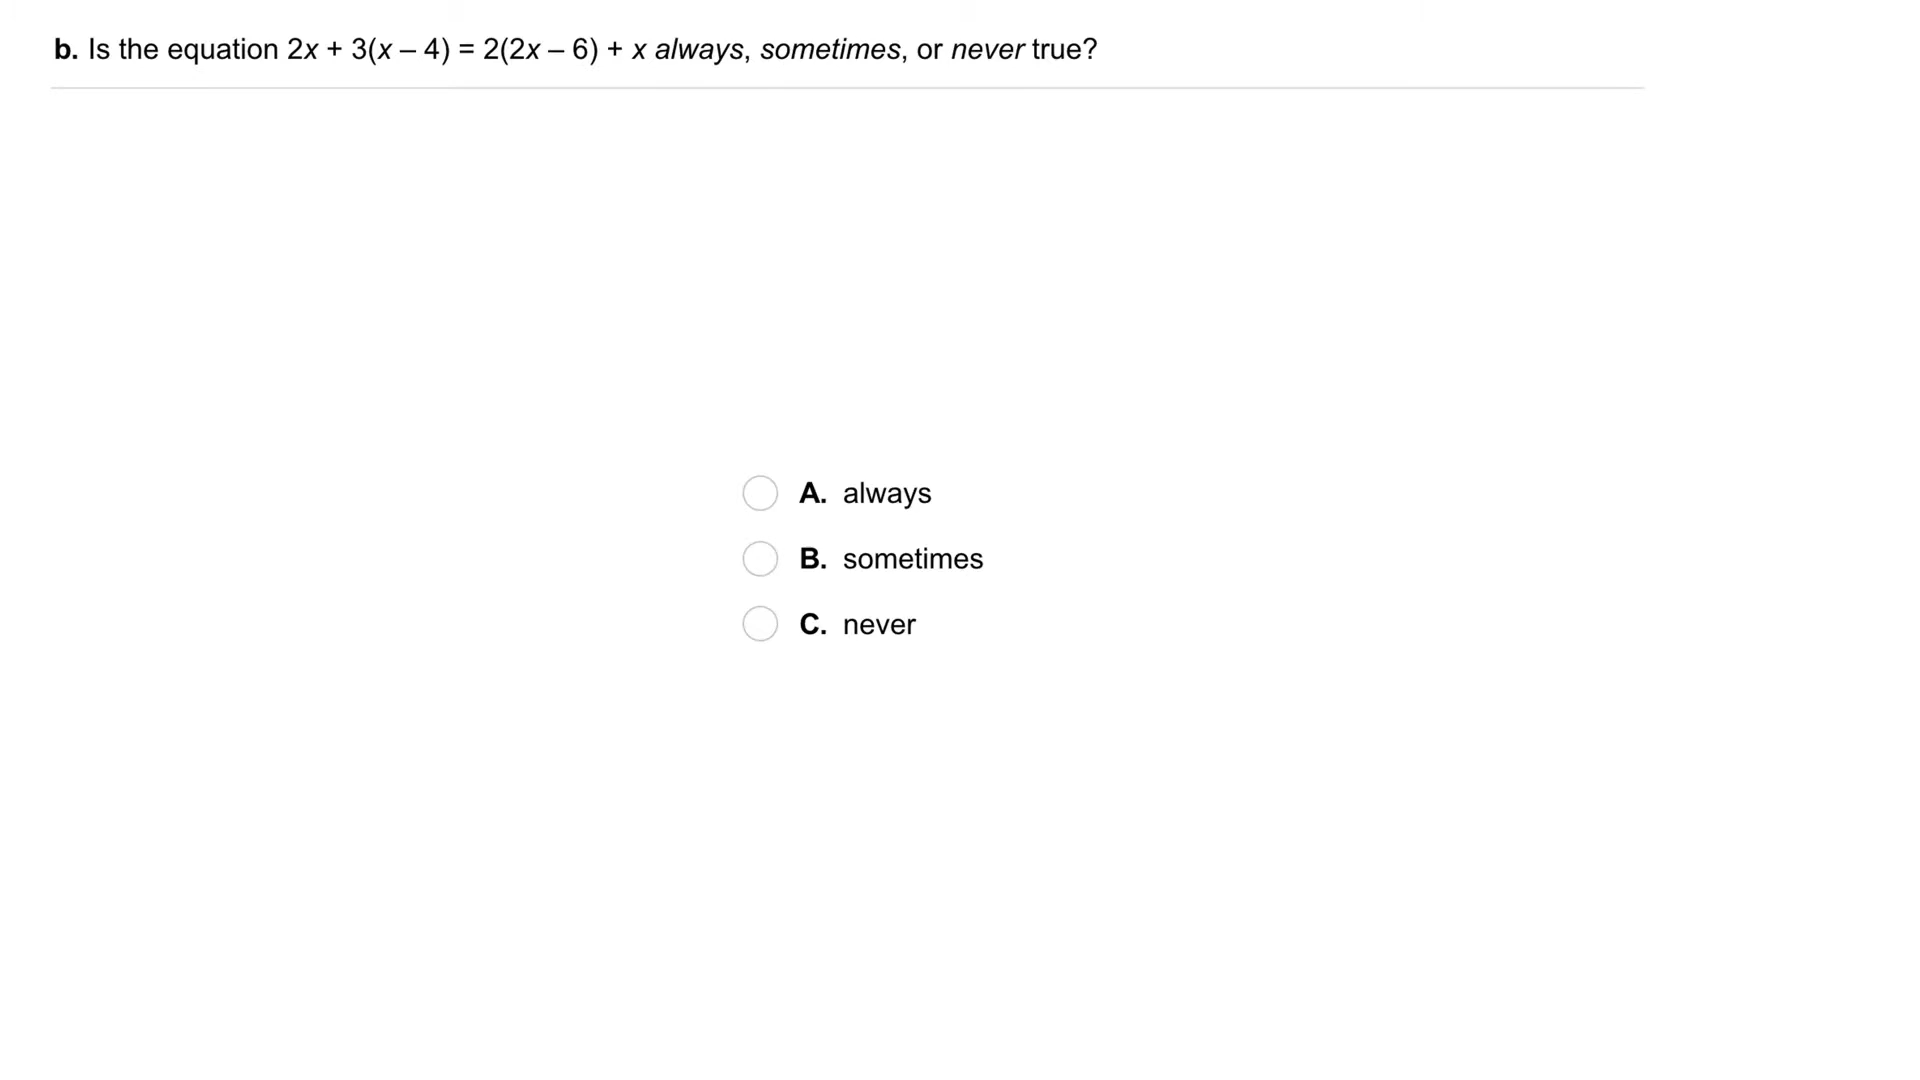 b. Is the equation 2x + 3(x – 4) = 2(2x – 6) + x always, sometimes, or never true?
A. always
B. sometimes
C. never